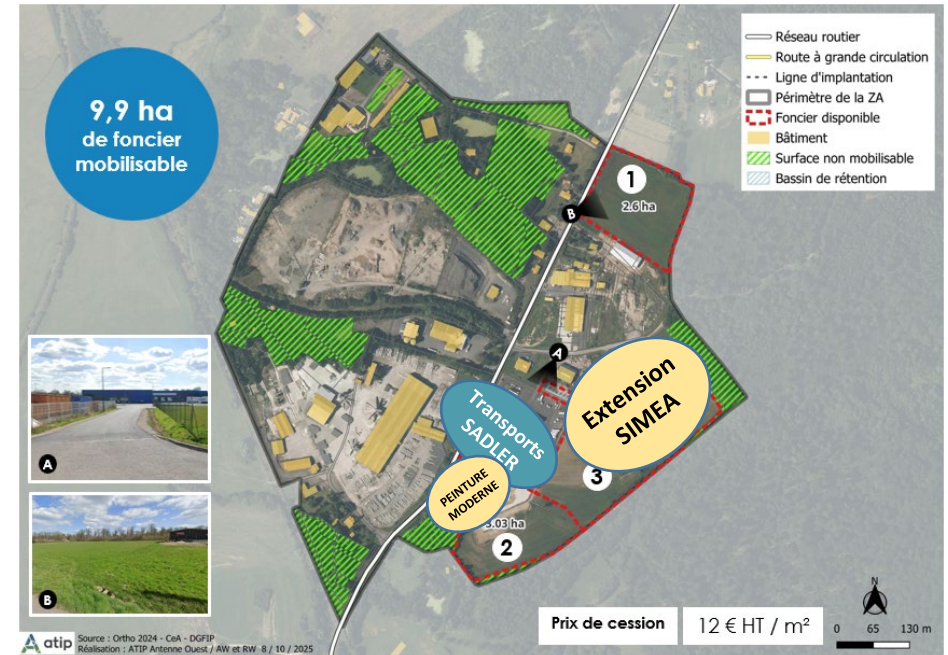 9,9 ha
de foncier
mobilisable
Réseau routier
Route à grande circulation
Ligne d'implantation
Périmètre de la ZA
Foncier disponible
Bâtiment
Surface non mobilisable
Bassin de rétention
1
2.6 ha
B
A
Extension
SIMEA
Transports
SADLER
PEINTURE
MODERNE
3
.03 ha
2
A
B
Prix de cession
12 € HT / m²
N
0 65 130 m
atip
Source : Ortho 2024 - CeA - DGFIP
Réalisation : ATIP Antenne Ouest / AW et RW 8 / 10 / 2025